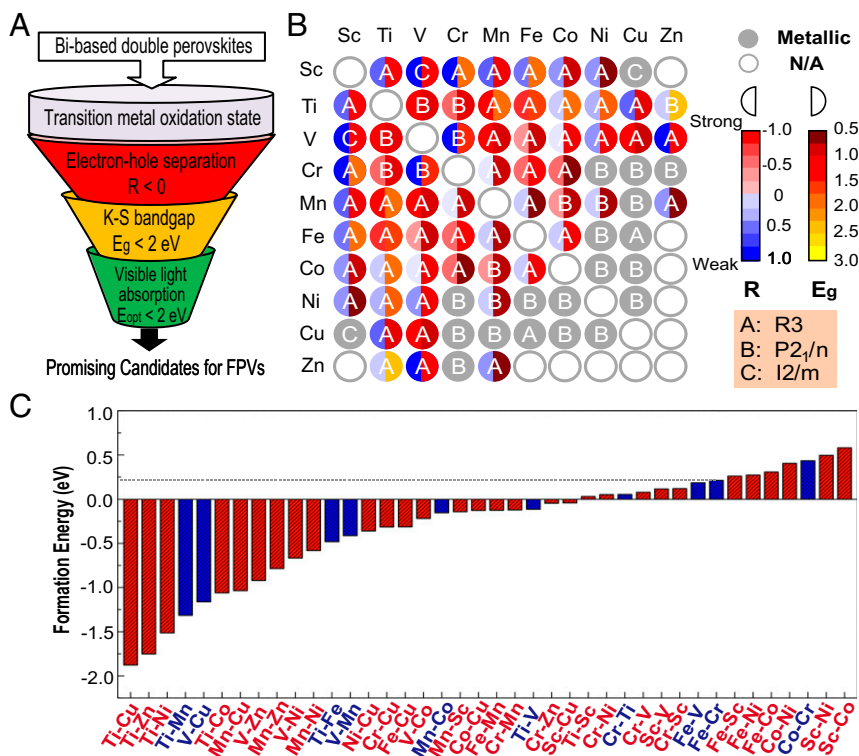 A
Bi-based double perovskites
Transition metal oxidation state
Electron-hole separation
R < 0
K-S bandgap
Eg < 2 eV
Visible light
absorption
Eopt < 2 eV
Promising Candidates for FPVs
B
Sc Ti V Cr Mn Fe Co Ni Cu Zn
Sc A C A A A A A C
Ti A B B A A A A A B
V C B B A A A A A A
Cr A B B A A A B B B
Mn A A A A A B B B A
Fe A A A A A A B A
Co A A A A B A B B
Ni A A A B B B B B
Cu C A A B B A B B
Zn A A B A
Metallic
N/A
Strong
Weak
-1.0
-0.5
0
0.5
1.0
0.5
1.0
1.5
2.0
2.5
3.0
R
Eg
A: R3
B: P2₁/n
C: I2/m
C
Formation Energy (eV)
1.0
0.5
0.0
-0.5
-1.0
-1.5
-2.0
Ti-Cu
Ti-Zn
Ti-Ni
Ti-Mn
V-Cu
Ti-Co
Mn-Cu
V-Zn
Mn-Zn
V-Ni
Mn-Ni
Ti-Fe
V-Mn
Ni-Cu
Cr-Cu
Fe-Cu
V-Co
Mn-Co
Mn-Sc
Co-Cu
Fe-Mn
Cr-Mn
Ti-V
Cr-Zn
Sc-Cu
Ti-Sc
Cr-Ni
Cr-Ti
Cr-V
Sc-V
Cr-Sc
Fe-V
Fe-Cr
Fe-Sc
Fe-Ni
Fe-Co
Co-Ni
Co-Cr
Sc-Ni
Sc-Co